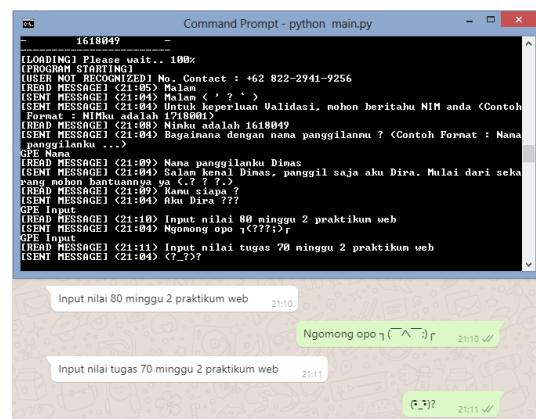 Command Prompt - python main.py
- 1618049 -
-------------------------
[LOADING] Please wait.. 100%
[PROGRAM STARTING]
[USER NOT RECOGNIZED] No. Contact : +62 822-2941-9256
[READ MESSAGE] (21:05) Malam
[SENT MESSAGE] (21:04) Malam ( ' ? ` )
[SENT MESSAGE] (21:04) Untuk keperluan Validasi, mohon beritahu NIM anda (Contoh
Format : NIMku adalah 1718001)
[READ MESSAGE] (21:08) Nimku adalah 1618049
[SENT MESSAGE] (21:04) Bagaimana dengan nama panggilanmu ? (Contoh Format : Nama
panggilanku ...)
GPE Nama
[READ MESSAGE] (21:09) Nama panggilanku Dimas
[SENT MESSAGE] (21:04) Salam kenal Dimas, panggil saja aku Dira. Mulai dari seka
rang mohon bantuannya ya (.? ? ?.)
[READ MESSAGE] (21:09) Kamu siapa ?
[SENT MESSAGE] (21:04) Aku Dira ???
GPE Input
[READ MESSAGE] (21:10) Input nilai 80 minggu 2 praktikum web
[SENT MESSAGE] (21:04) Ngomong opo ┐(???;)┌
GPE Input
[READ MESSAGE] (21:11) Input nilai tugas 70 minggu 2 praktikum web
[SENT MESSAGE] (21:04) (?_?)?
Input nilai 80 minggu 2 praktikum web 21:10
Ngomong opo ┐(￣ヘ￣;)┌ 21:10
Input nilai tugas 70 minggu 2 praktikum web 21:11
(•ิ_•ิ)? 21:11